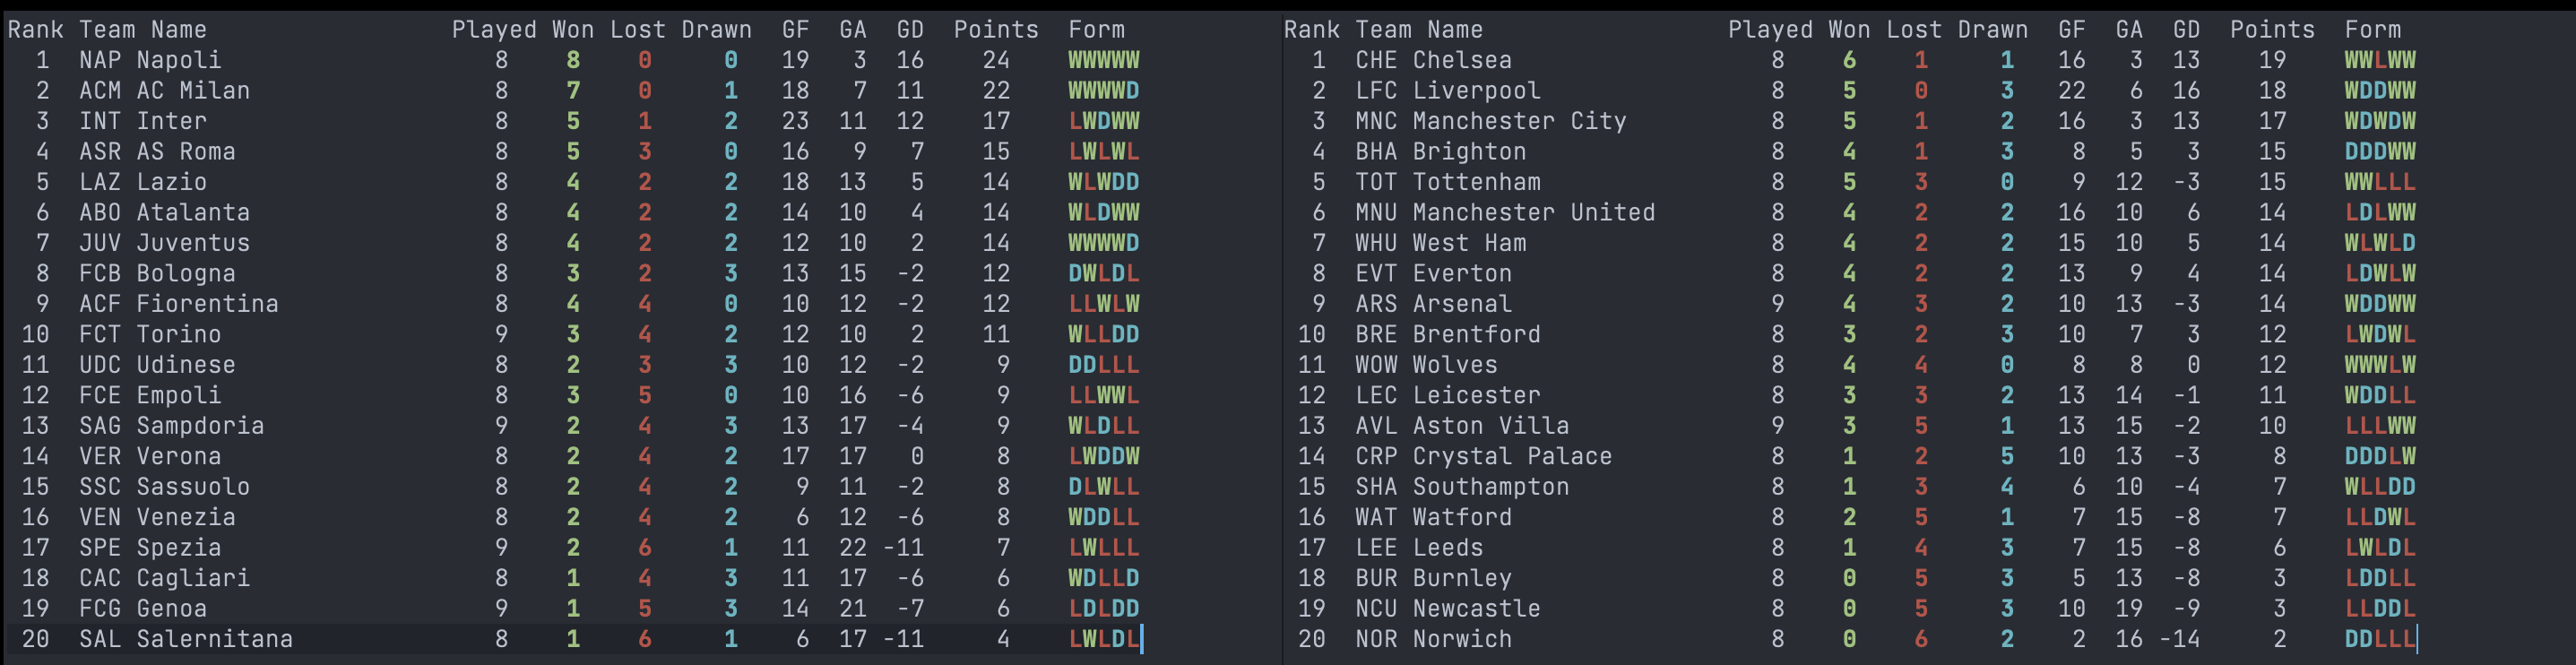 Rank Team Name Played Won Lost Drawn GF GA GD Points Form
1 NAP Napoli 8 8 0 0 19 3 16 24 WWWWW
2 ACM AC Milan 8 7 0 1 18 7 11 22 WWWWD
3 INT Inter 8 5 1 2 23 11 12 17 LWDWW
4 ASR AS Roma 8 5 3 0 16 9 7 15 LWLWL
5 LAZ Lazio 8 4 2 2 18 13 5 14 WLWDD
6 ABO Atalanta 8 4 2 2 14 10 4 14 WLDWW
7 JUV Juventus 8 4 2 2 12 10 2 14 WWWWD
8 FCB Bologna 8 3 2 3 13 15 -2 12 DWLDL
9 ACF Fiorentina 8 4 4 0 10 12 -2 12 LLWLW
10 FCT Torino 9 3 4 2 12 10 2 11 WLLDD
11 UDC Udinese 8 2 3 3 10 12 -2 9 DDLLL
12 FCE Empoli 8 3 5 0 10 16 -6 9 LLWWL
13 SAG Sampdoria 9 2 4 3 13 17 -4 9 WLDLL
14 VER Verona 8 2 4 2 17 17 0 8 LWDDW
15 SSC Sassuolo 8 2 4 2 9 11 -2 8 DLWLL
16 VEN Venezia 8 2 4 2 6 12 -6 8 WDDLL
17 SPE Spezia 9 2 6 1 11 22 -11 7 LWLLL
18 CAC Cagliari 8 1 4 3 11 17 -6 6 WDLLD
19 FCG Genoa 9 1 5 3 14 21 -7 6 LDLDD
20 SAL Salernitana 8 1 6 1 6 17 -11 4 LWLDL
Rank Team Name Played Won Lost Drawn GF GA GD Points Form
1 CHE Chelsea 8 6 1 1 16 3 13 19 WWLWW
2 LFC Liverpool 8 5 0 3 22 6 16 18 WDDWW
3 MNC Manchester City 8 5 1 2 16 3 13 17 WDWDW
4 BHA Brighton 8 4 1 3 8 5 3 15 DDDWW
5 TOT Tottenham 8 5 3 0 9 12 -3 15 WWLLL
6 MNU Manchester United 8 4 2 2 16 10 6 14 LDLWW
7 WHU West Ham 8 4 2 2 15 10 5 14 WLWLD
8 EVT Everton 8 4 2 2 13 9 4 14 LDWLW
9 ARS Arsenal 9 4 3 2 10 13 -3 14 WDDWW
10 BRE Brentford 8 3 2 3 10 7 3 12 LWDWL
11 WOW Wolves 8 4 4 0 8 8 0 12 WWWLW
12 LEC Leicester 8 3 3 2 13 14 -1 11 WDDLL
13 AVL Aston Villa 9 3 5 1 13 15 -2 10 LLLWW
14 CRP Crystal Palace 8 1 2 5 10 13 -3 8 DDDLW
15 SHA Southampton 8 1 3 4 6 10 -4 7 WLLDD
16 WAT Watford 8 2 5 1 7 15 -8 7 LLDWL
17 LEE Leeds 8 1 4 3 7 15 -8 6 LWLDL
18 BUR Burnley 8 0 5 3 5 13 -8 3 LDDLL
19 NCU Newcastle 8 0 5 3 10 19 -9 3 LLDDL
20 NOR Norwich 8 0 6 2 2 16 -14 2 DDLLL